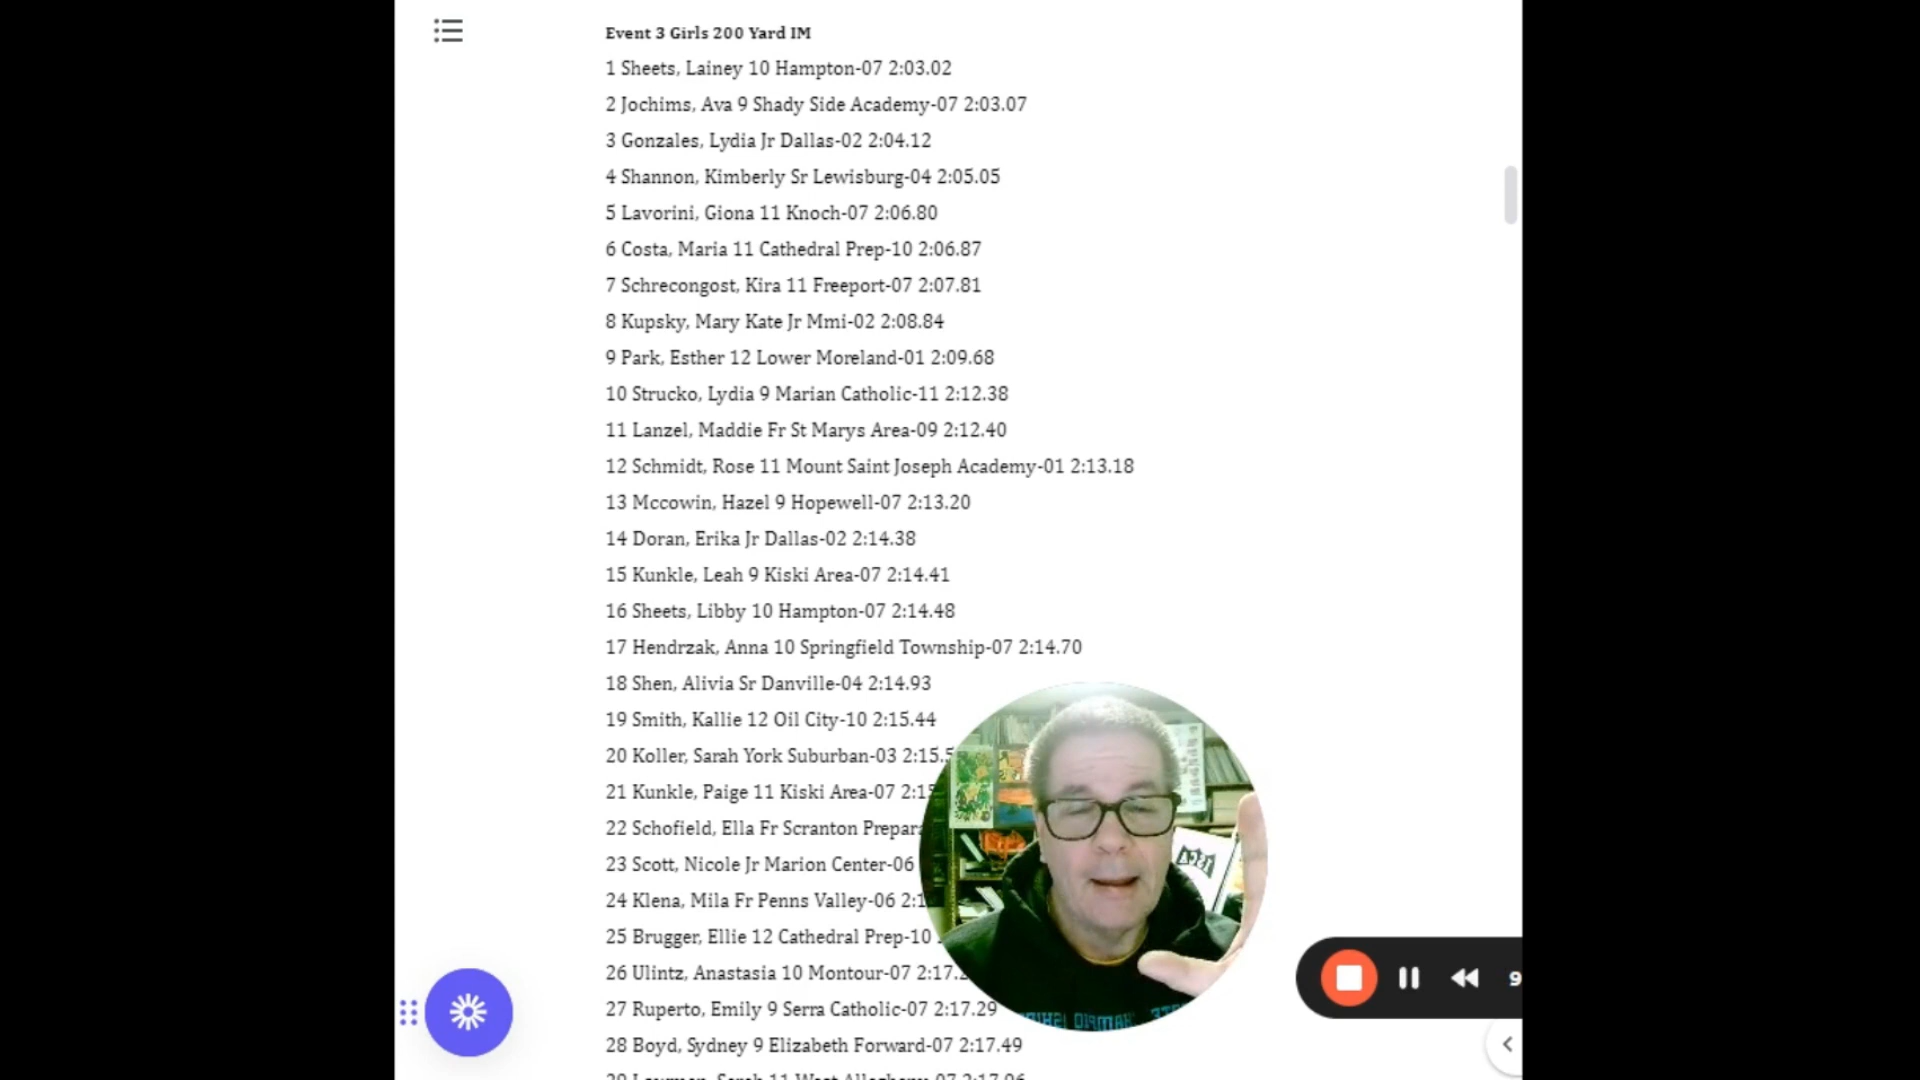 Event 3 Girls 200 Yard IM
1 Sheets, Lainey 10 Hampton-07 2:03.02
2 Jochims, Ava 9 Shady Side Academy-07 2:03.07
3 Gonzales, Lydia Jr Dallas-02 2:04.12
4 Shannon, Kimberly Sr Lewisburg-04 2:05.05
5 Lavorini, Giona 11 Knoch-07 2:06.80
6 Costa, Maria 11 Cathedral Prep-10 2:06.87
7 Schrecongost, Kira 11 Freeport-07 2:07.81
8 Kupsky, Mary Kate Jr Mmi-02 2:08.84
9 Park, Esther 12 Lower Moreland-01 2:09.68
10 Strucko, Lydia 9 Marian Catholic-11 2:12.38
11 Lanzel, Maddie Fr St Marys Area-09 2:12.40
12 Schmidt, Rose 11 Mount Saint Joseph Academy-01 2:13.18
13 Mccowin, Hazel 9 Hopewell-07 2:13.20
14 Doran, Erika Jr Dallas-02 2:14.38
15 Kunkle, Leah 9 Kiski Area-07 2:14.41
16 Sheets, Libby 10 Hampton-07 2:14.48
17 Hendrzak, Anna 10 Springfield Township-07 2:14.70
18 Shen, Alivia Sr Danville-04 2:14.93
19 Smith, Kallie 12 Oil City-10 2:15.44
20 Koller, Sarah York Suburban-03
21 Kunkle, Paige 11 Kiski Area-07
22 Schofield, Ella Fr Scranton
23 Scott, Nicole Jr Marion Center-06
24 Klena, Mila Fr Penns Valley-06
25 Brugger, Ellie 12 Cathedral Prep-10
26 Ulintz, Anastasia 10 Montour-07
27 Ruperto, Emily 9 Serra Catholic-07 2:17.29
28 Boyd, Sydney 9 Elizabeth Forward-07 2:17.49